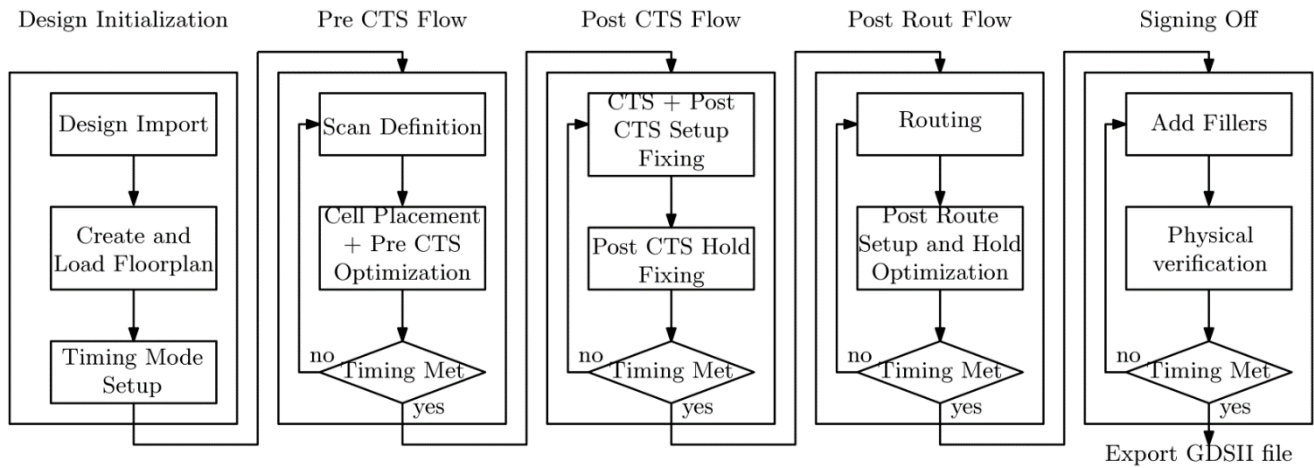 Design Initialization
Design Import
Create and
Load Floorplan
Timing Mode
Setup
Pre CTS Flow
Scan Definition
Cell Placement
+ Pre CTS
Optimization
no
Timing Met
yes
Post CTS Flow
CTS + Post
CTS Setup
Fixing
Post CTS Hold
Fixing
no
Timing Met
yes
Post Rout Flow
Routing
Post Route
Setup and Hold
Optimization
no
Timing Met
yes
Signing Off
Add Fillers
Physical
verification
no
Timing Met
yes
Export GDSII file